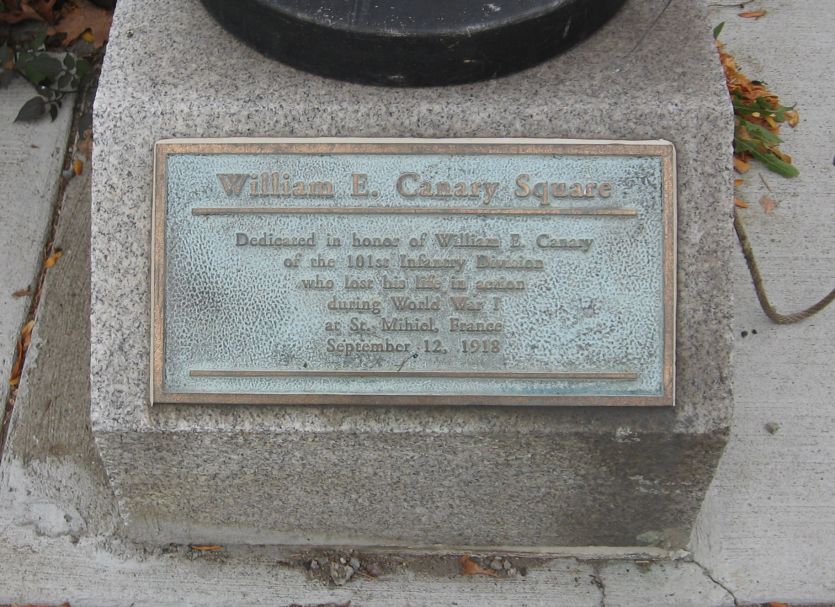 William E. Canary Square
Dedicated in honor of William E. Canary
of the 101st Infantry Division
who lost his life in action
during World War I
at St. Mihiel, France
September 12, 1918